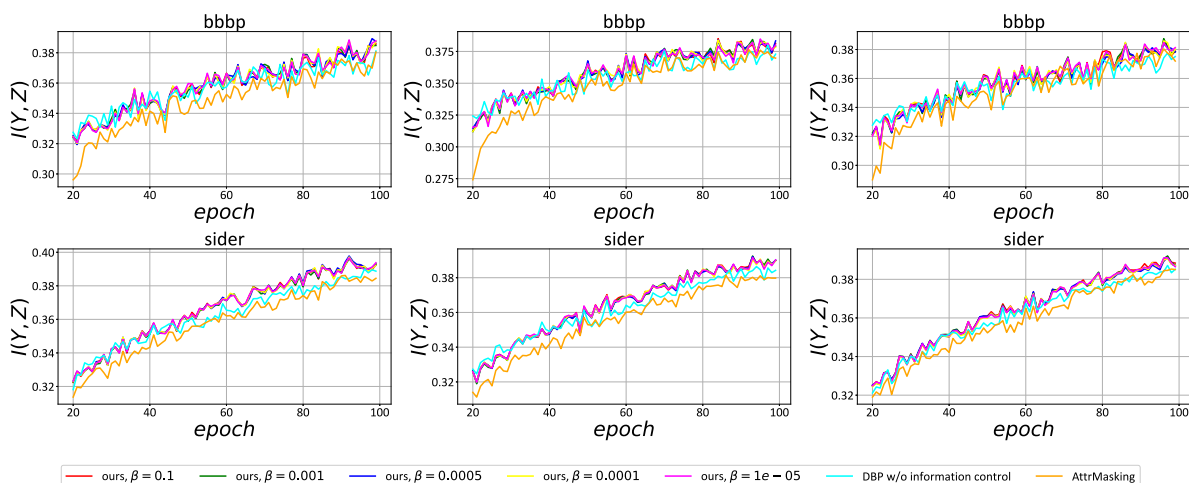 bbbp
bbbp
bbbp
I(Y, Z)
0.38
0.36
0.34
0.32
0.30
20 40 60 80 100
epoch
I(Y, Z)
0.375
0.350
0.325
0.300
0.275
20 40 60 80 100
epoch
I(Y, Z)
0.38
0.36
0.34
0.32
0.30
20 40 60 80 100
epoch
sider
sider
sider
I(Y, Z)
0.40
0.38
0.36
0.34
0.32
20 40 60 80 100
epoch
I(Y, Z)
0.38
0.36
0.34
0.32
20 40 60 80 100
epoch
I(Y, Z)
0.38
0.36
0.34
0.32
20 40 60 80 100
epoch
ours, β = 0.1 ours, β = 0.001 ours, β = 0.0005 ours, β = 0.0001 ours, β = 1e − 05 DBP w/o information control AttrMasking